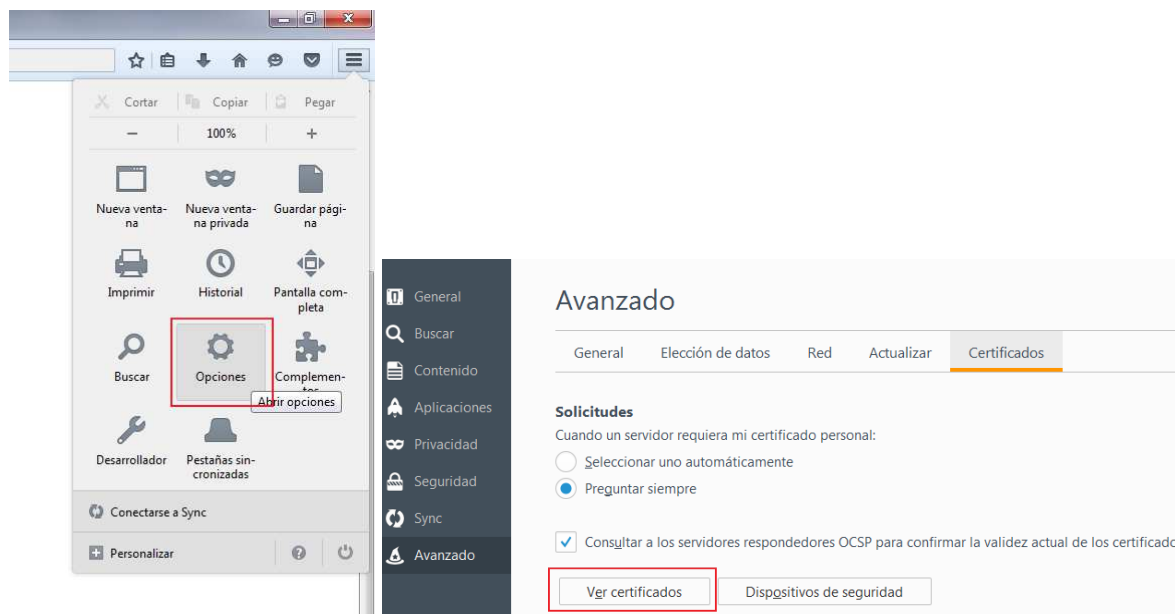 Cortar Copiar Pegar
− 100% +
Nueva venta-
na
Nueva venta-
na privada
Guardar pági-
na
Imprimir
Historial
Pantalla com-
pleta
Buscar
Opciones
Complemen-
Abrir opciones
Desarrollador
Pestañas sin-
cronizadas
Conectarse a Sync
Personalizar
General
Buscar
Contenido
Aplicaciones
Privacidad
Seguridad
Sync
Avanzado
Avanzado
General Elección de datos Red Actualizar Certificados
Solicitudes
Cuando un servidor requiera mi certificado personal:
Seleccionar uno automáticamente
Preguntar siempre
Consultar a los servidores respondedores OCSP para confirmar la validez actual de los certificado
Ver certificados Dispositivos de seguridad